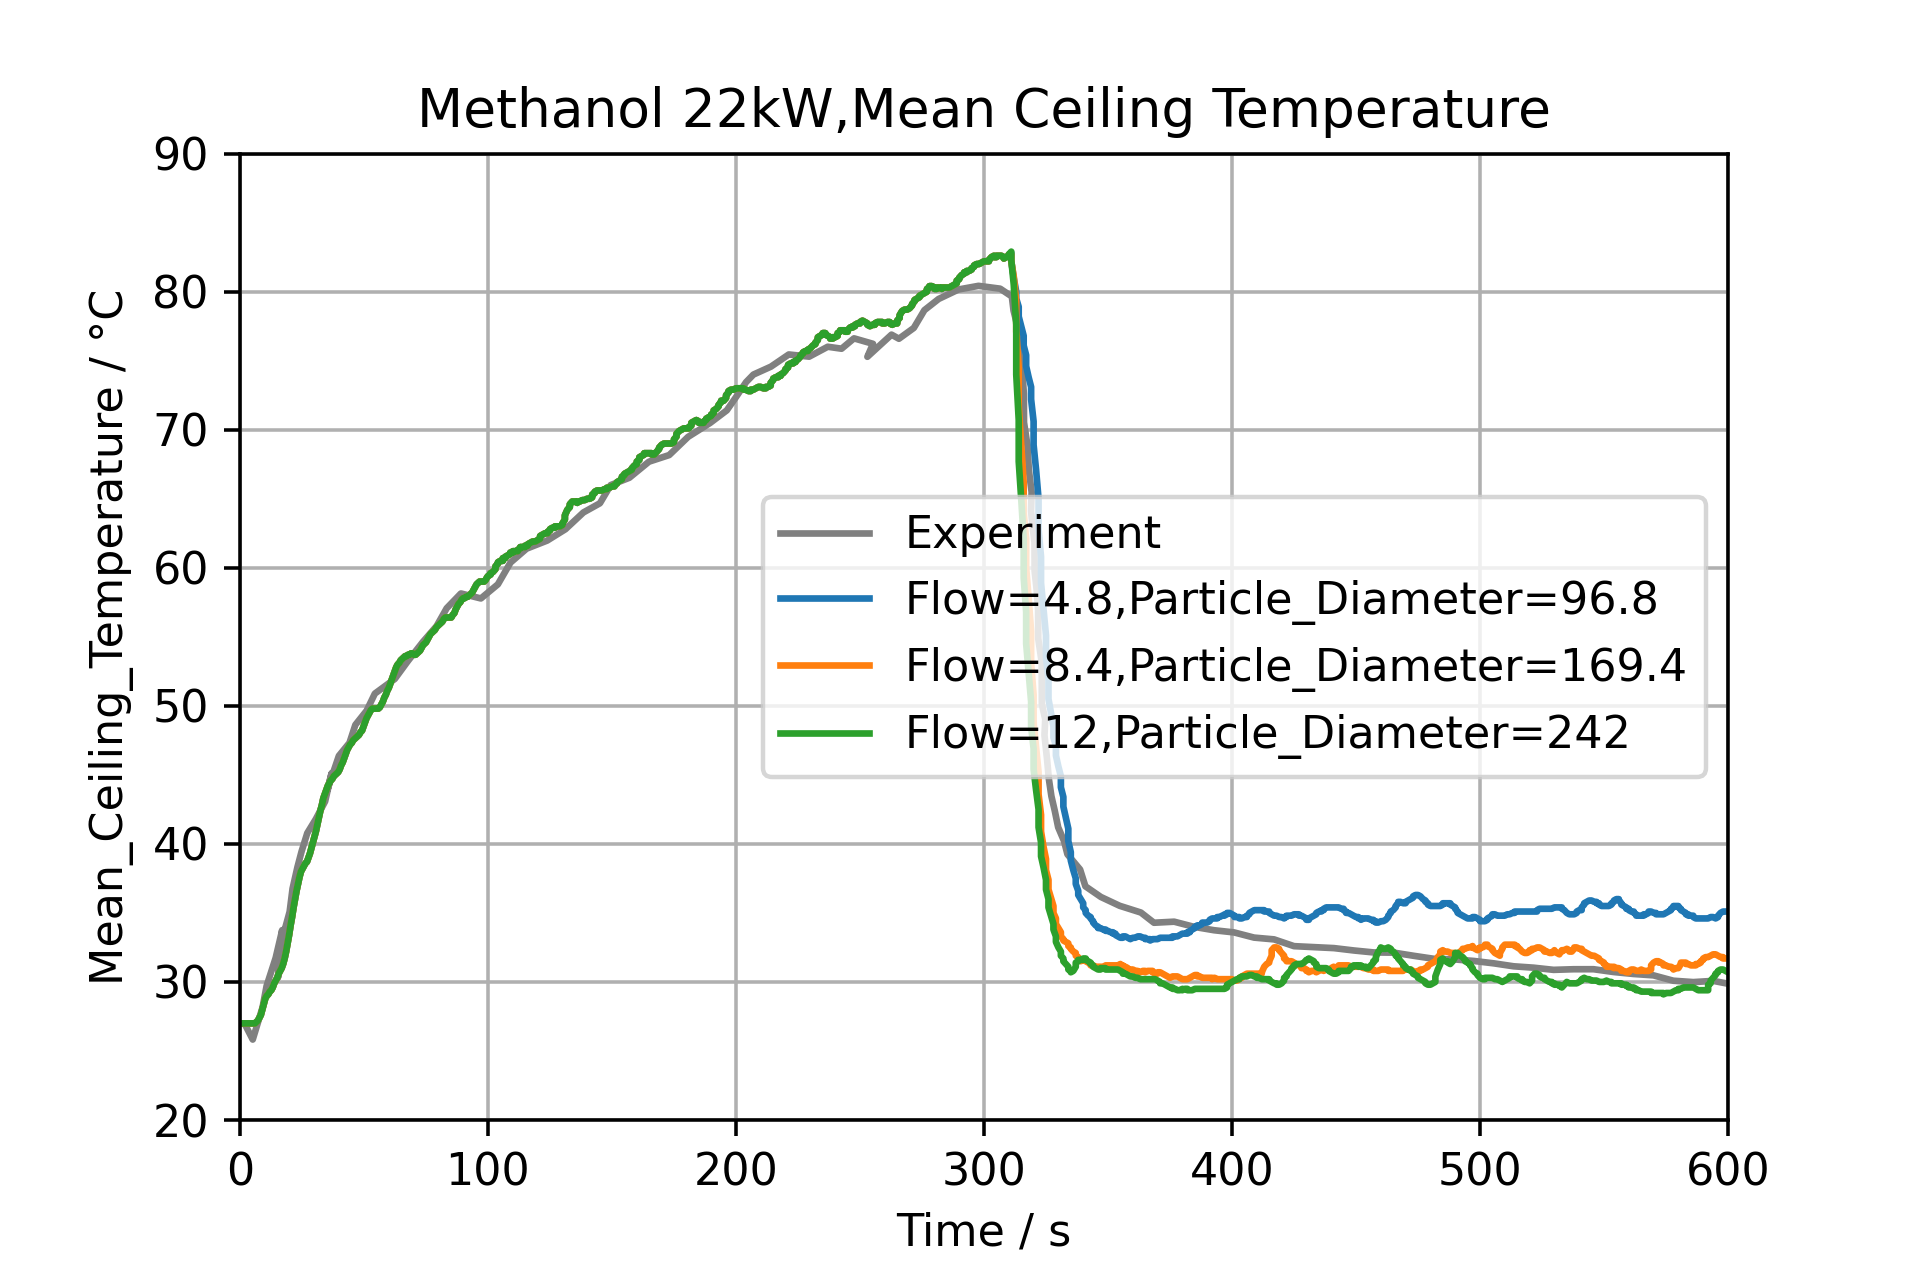 Methanol 22kW,Mean Ceiling Temperature
Mean_Ceiling_Temperature / °C
90
80
70
60
50
40
30
20
Experiment
Flow=4.8,Particle_Diameter=96.8
Flow=8.4,Particle_Diameter=169.4
Flow=12,Particle_Diameter=242
0 100 200 300 400 500 600
Time / s